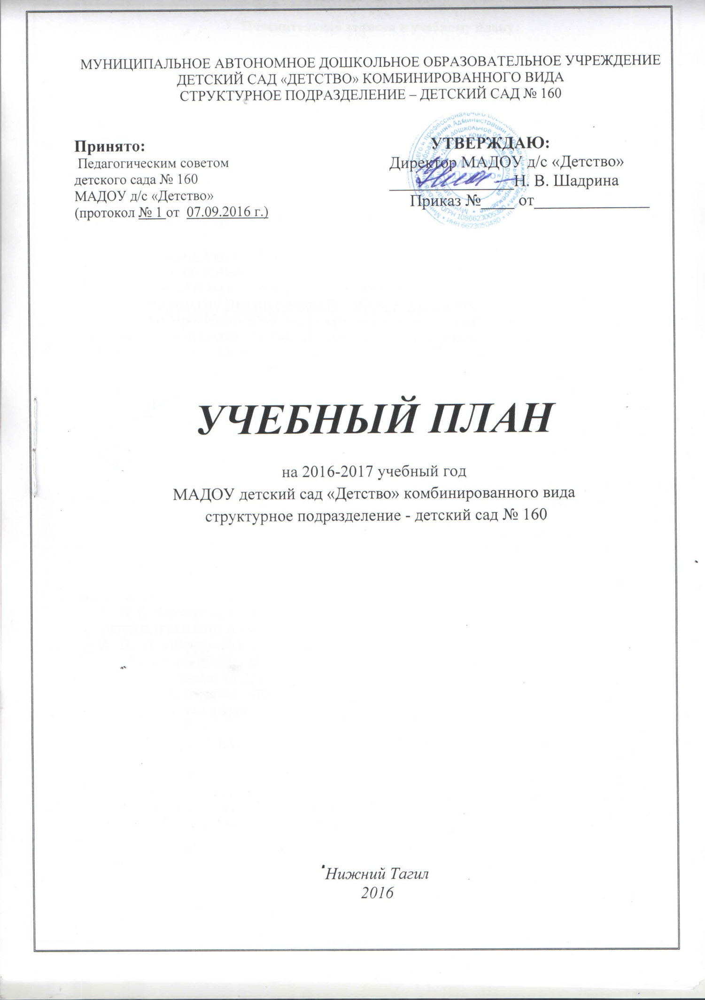 МУНИЦИПАЛЬНОЕ АВТОНОМНОЕ ДОШКОЛЬНОЕ ОБРАЗОВАТЕЛЬНОЕ УЧРЕЖДЕНИЕ
ДЕТСКИЙ САД «ДЕТСТВО» КОМБИНИРОВАННОГО ВИДА
СТРУКТУРНОЕ ПОДРАЗДЕЛЕНИЕ – ДЕТСКИЙ САД № 160
Принято:
Педагогическим советом
детского сада № 160
МАДОУ д/с «Детство»
(протокол № 1 от 07.09.2016 г.)
УТВЕРЖДАЮ:
Директор МАДОУ д/с «Детство»
______________Н. В. Шадрина
Приказ №____ от______________
УЧЕБНЫЙ ПЛАН
на 2016-2017 учебный год
МАДОУ детский сад «Детство» комбинированного вида
структурное подразделение - детский сад № 160
Нижний Тагил
2016